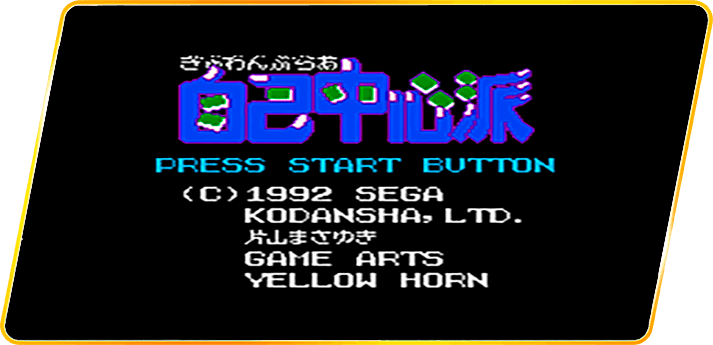 ぎゅわんぶらあ
自己中心派
PRESS START BUTTON
(C)1992 SEGA
KODANSHA,LTD.
片山まさゆき
GAME ARTS
YELLOW HORN